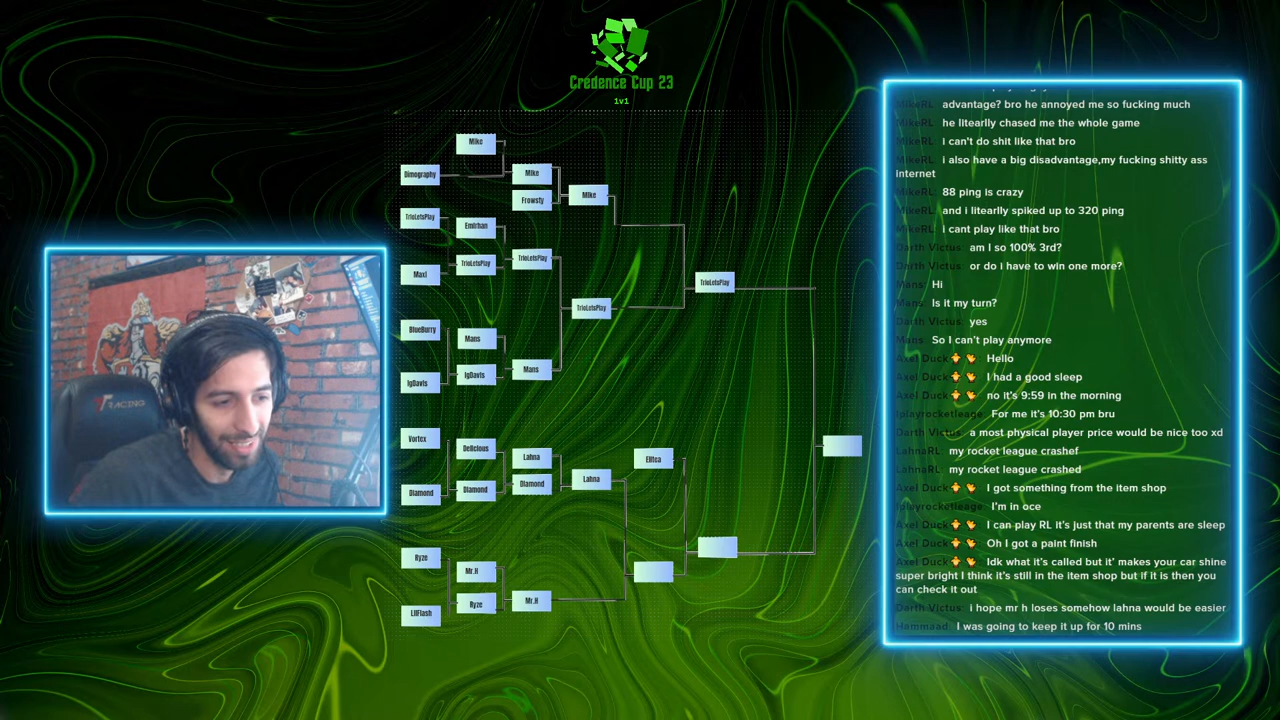 Credence Cup 23
1v1
Mike
Dimography
Mike
Frowsty
Mike
TrioLetsPlay
Emirhan
TrioLetsPlay
TrioLetsPlay
Maxi
TrioLetsPlay
TrioLetsPlay
BlueBurry
Mans
IgDavis
Mans
IgDavis
Vortex
Delicious
Lahna
Elitca
Diamond
Diamond
Diamond
Lahna
Ryze
Mr.H
Mr.H
LilFlash
Ryze
RACING
MikeRL advantage? bro he annoyed me so fucking much
MikeRL he litearlly chased me the whole game
MikeRL i can't do shit like that bro
MikeRL i also have a big disadvantage,my fucking shitty ass
internet
MikeRL 88 ping is crazy
MikeRL and i litearlly spiked up to 320 ping
MikeRL i cant play like that bro
Darth Victus: am I so 100% 3rd?
Darth Victus: or do i have to win one more?
Mans Hi
Mans Is it my turn?
Darth Victus: yes
Mans So I can't play anymore
Axel Duck🐥🐤 Hello
Axel Duck🐥🐤 I had a good sleep
Axel Duck🐥🐤 no it's 9:59 in the morning
Iplayrocketleage: For me it's 10:30 pm bru
Darth Victus: a most physical player price would be nice too xd
LahnaRL my rocket league crashef
LahnaRL my rocket league crashed
Axel Duck🐥🐤 I got something from the item shop
Iplayrocketleage: I'm in oce
Axel Duck🐥🐤 I can play RL it's just that my parents are sleep
Axel Duck🐥🐤 Oh I got a paint finish
Axel Duck🐥🐤 Idk what it's called but it' makes your car shine
super bright I think it's still in the item shop but if it is then you
can check it out
Darth Victus: i hope mr h loses somehow lahna would be easier
Hammaad I was going to keep it up for 10 mins